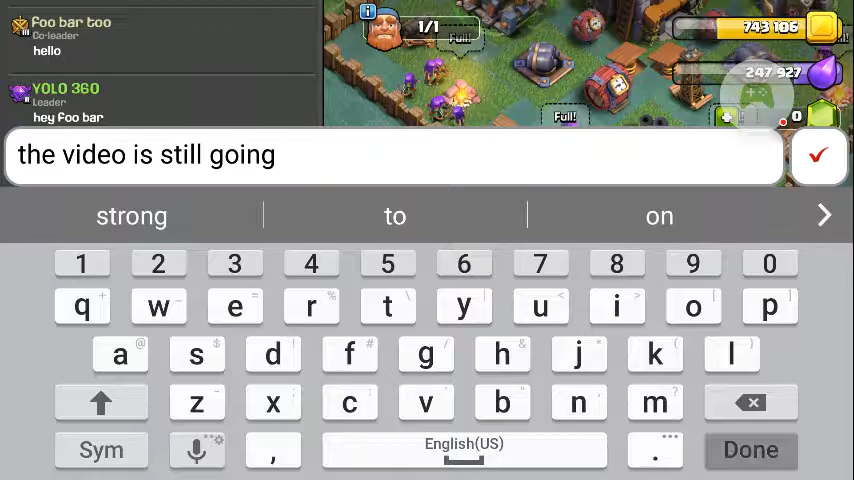 foo bar too
Co-leader
hello
YOLO 360
Leader
hey foo bar
1/1
Full!
743 106
247 927
Full!
0
the video is still going
strong to on
1 2 3 4 5 6 7 8 9 0
q w e r t y u i o p
a s d f g h j k l
z x c v b n m
Sym , English(US) . Done